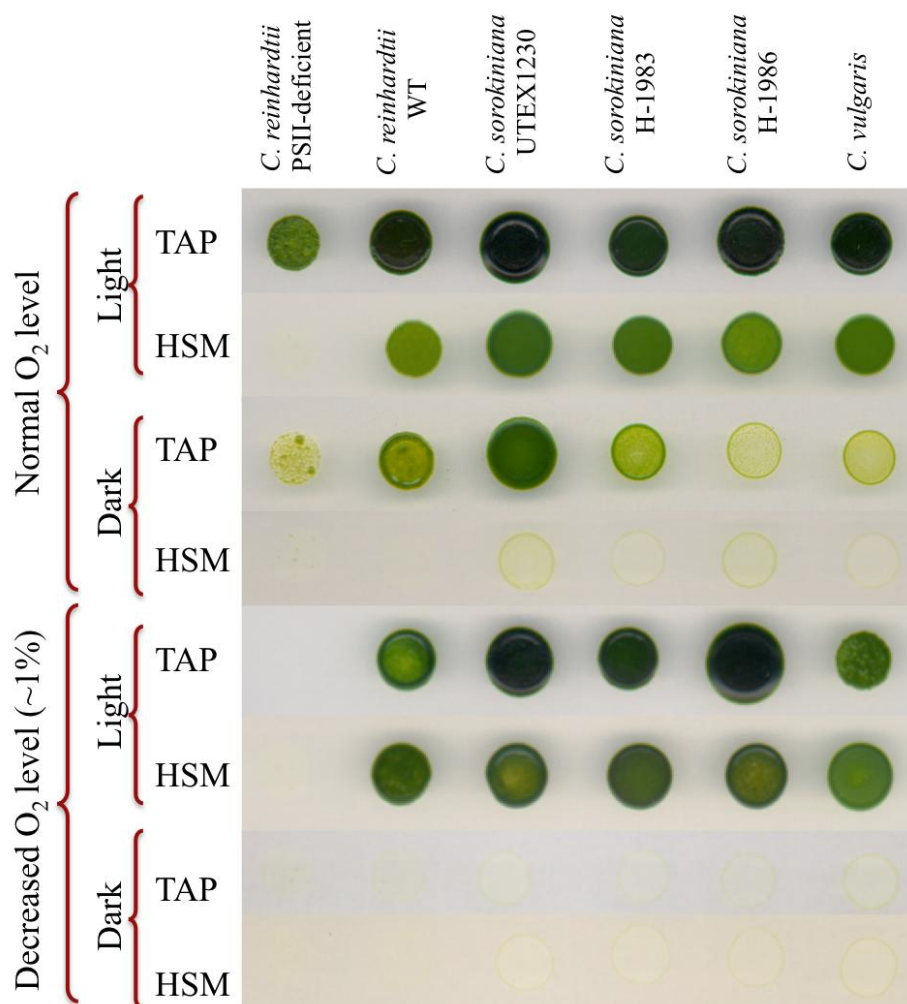 C. reinhardtii
PSII-deficient
C. reinhardtii
WT
C. sorokiniana
UTEX1230
C. sorokiniana
H-1983
C. sorokiniana
H-1986
C. vulgaris
Normal O₂ level
Light
TAP
HSM
Dark
TAP
HSM
Decreased O₂ level (~1%)
Light
TAP
HSM
Dark
TAP
HSM